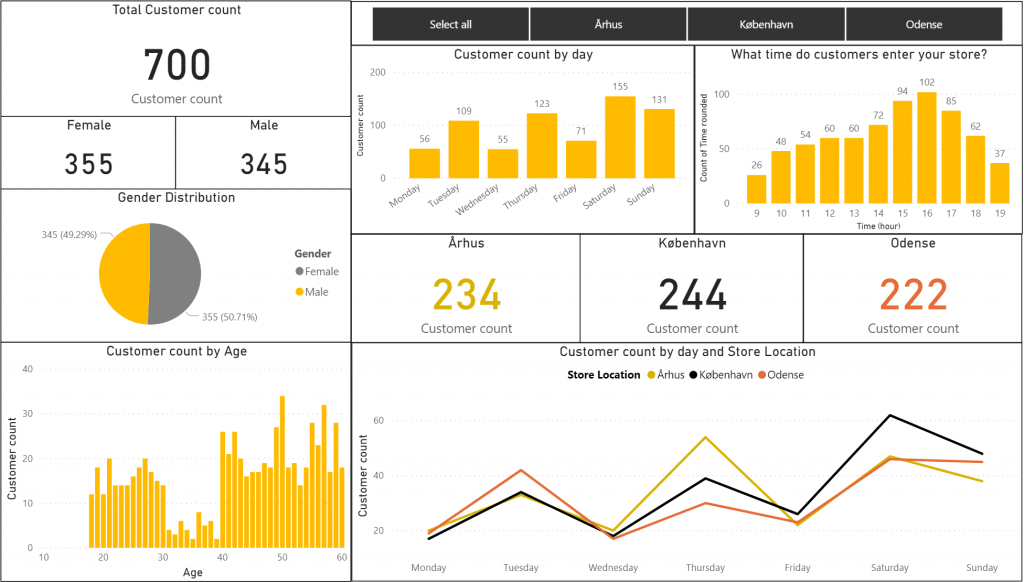 Total Customer count
700
Customer count
Female
355
Male
345
Gender Distribution
345 (49.29%)
355 (50.71%)
Gender
Female
Male
Customer count by Age
Customer count
40
30
20
10
0
10 20 30 40 50 60
Age
Select all
Århus
København
Odense
Customer count by day
Customer count
200
100
0
56
109
55
123
71
155
131
Monday
Tuesday
Wednesday
Thursday
Friday
Saturday
Sunday
What time do customers enter your store?
Count of Time rounded
100
50
0
26
48
54
60
60
72
94
102
85
62
37
9 10 11 12 13 14 15 16 17 18 19
Time (hour)
Århus
234
Customer count
København
244
Customer count
Odense
222
Customer count
Customer count by day and Store Location
Store Location Århus København Odense
Customer count
60
40
20
Monday Tuesday Wednesday Thursday Friday Saturday Sunday